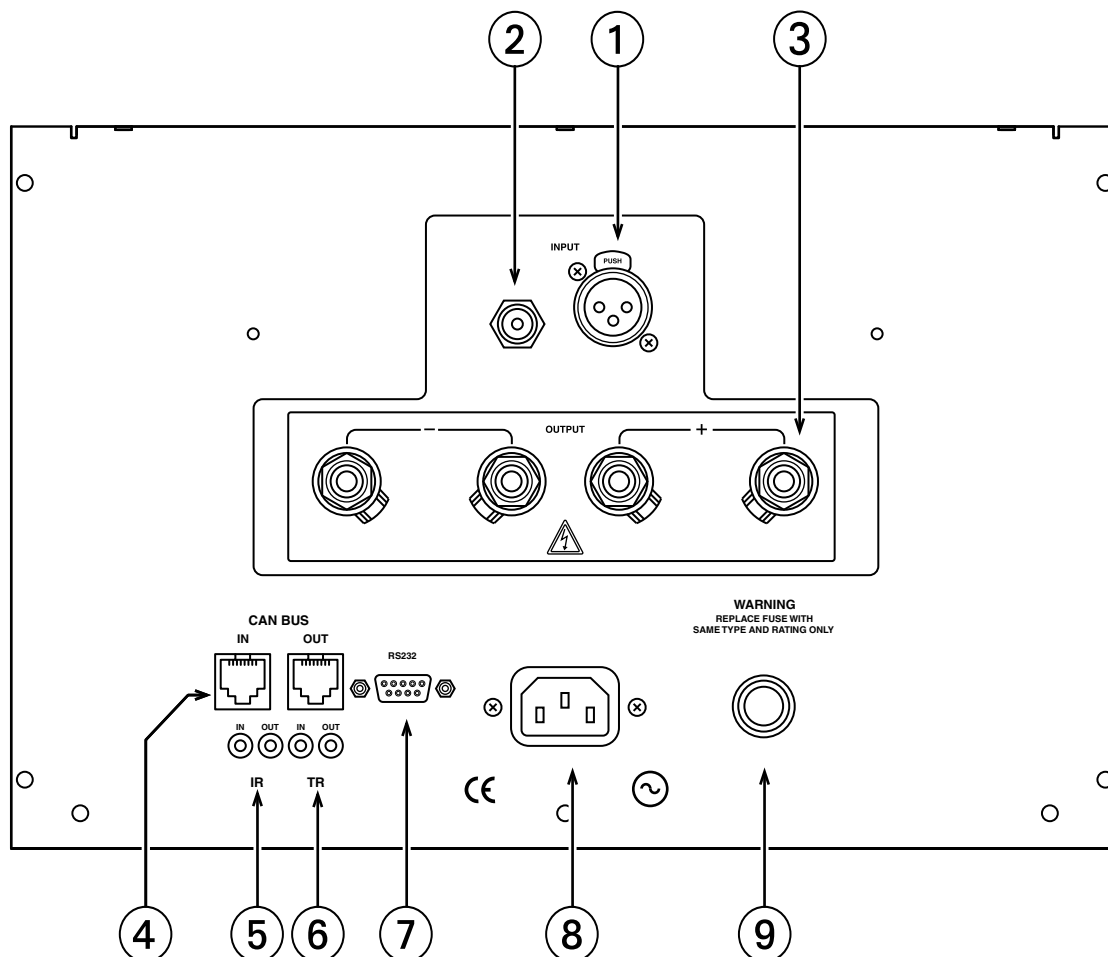 2
1
3
INPUT
PUSH
− OUTPUT +
WARNING
REPLACE FUSE WITH
SAME TYPE AND RATING ONLY
CAN BUS
IN OUT
RS232
IN OUT IN OUT
IR TR
CE
4
5
6
7
8
9